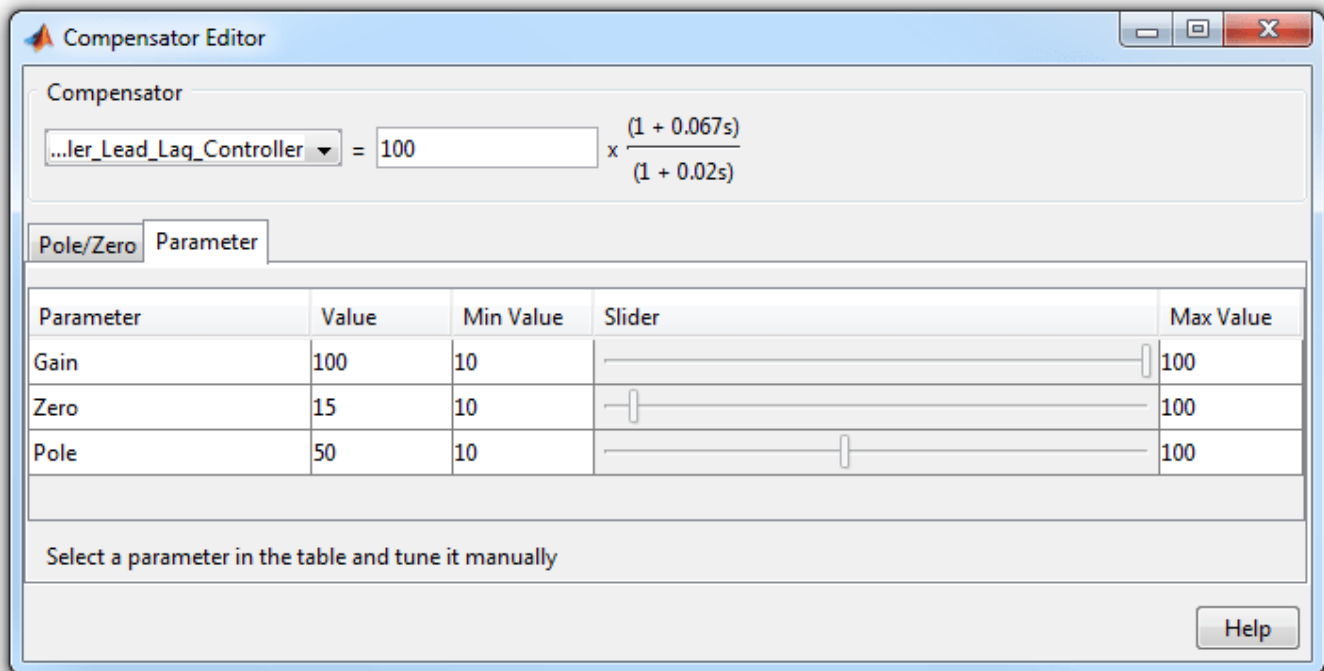 Compensator Editor
Compensator
...ler_Lead_Lag_Controller = 100 x (1 + 0.067s)
(1 + 0.02s)
Pole/Zero Parameter
Parameter Value Min Value Slider Max Value
Gain 100 10 100
Zero 15 10 100
Pole 50 10 100
Select a parameter in the table and tune it manually
Help